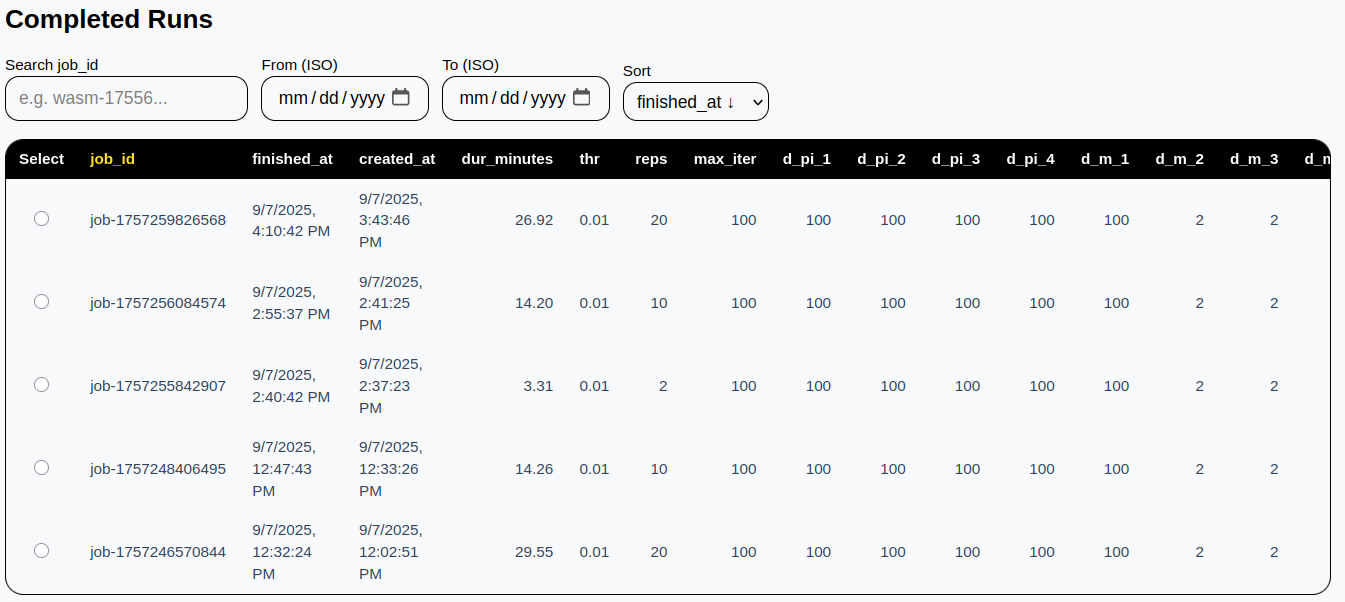 Completed Runs
Search job_id
From (ISO)
To (ISO)
Sort
e.g. wasm-17556...
mm/dd/yyyy
mm/dd/yyyy
finished_at ↓
Select job_id finished_at created_at dur_minutes thr reps max_iter d_pi_1 d_pi_2 d_pi_3 d_pi_4 d_m_1 d_m_2 d_m_3
job-1757259826568 9/7/2025, 4:10:42 PM 9/7/2025, 3:43:46 PM 26.92 0.01 20 100 100 100 100 100 100 2 2
job-1757256084574 9/7/2025, 2:55:37 PM 9/7/2025, 2:41:25 PM 14.20 0.01 10 100 100 100 100 100 100 2 2
job-1757255842907 9/7/2025, 2:40:42 PM 9/7/2025, 2:37:23 PM 3.31 0.01 2 100 100 100 100 100 100 2 2
job-1757248406495 9/7/2025, 12:47:43 PM 9/7/2025, 12:33:26 PM 14.26 0.01 10 100 100 100 100 100 100 2 2
job-1757246570844 9/7/2025, 12:32:24 PM 9/7/2025, 12:02:51 PM 29.55 0.01 20 100 100 100 100 100 100 2 2